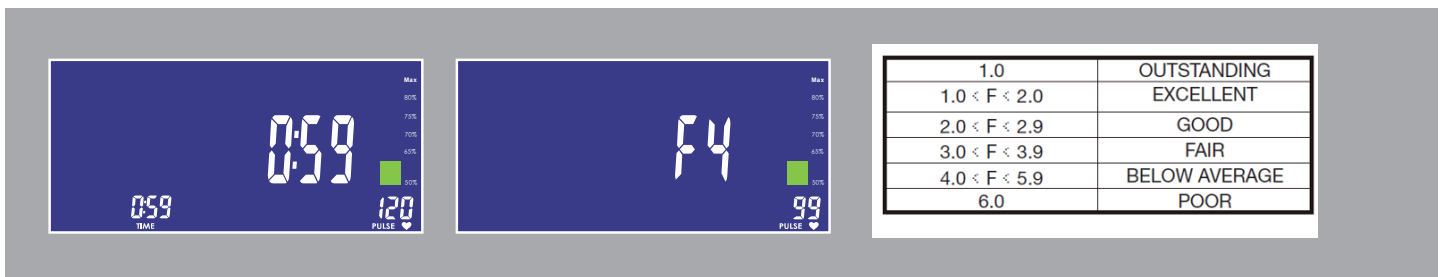 Max
80%
75%
70%
65%
50%
0:59
0:59
TIME
120
PULSE
Max
80%
75%
70%
65%
50%
F4
99
PULSE
1.0 OUTSTANDING
1.0 < F < 2.0 EXCELLENT
2.0 < F < 2.9 GOOD
3.0 < F < 3.9 FAIR
4.0 < F < 5.9 BELOW AVERAGE
6.0 POOR